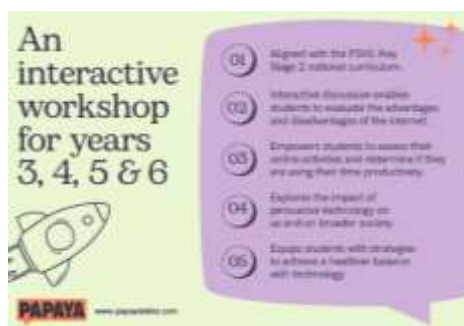 An
interactive
workshop
for years
3, 4, 5 & 6
01
Aligned with the PSHE Key
Stage 2 national curriculum.
02
Interactive discussion enables
students to evaluate the advantages
and disadvantages of the internet.
03
Empowers students to assess their
online activities and determine if they
are using their time productively.
04
Explores the impact of
persuasive technology on
us and on broader society.
05
Equips students with strategies
to achieve a healthier balance
with technology.
PAPAYA